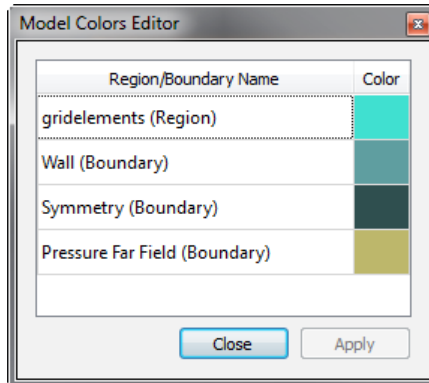 Model Colors Editor
Region/Boundary Name Color
gridelements (Region)
Wall (Boundary)
Symmetry (Boundary)
Pressure Far Field (Boundary)
Close Apply